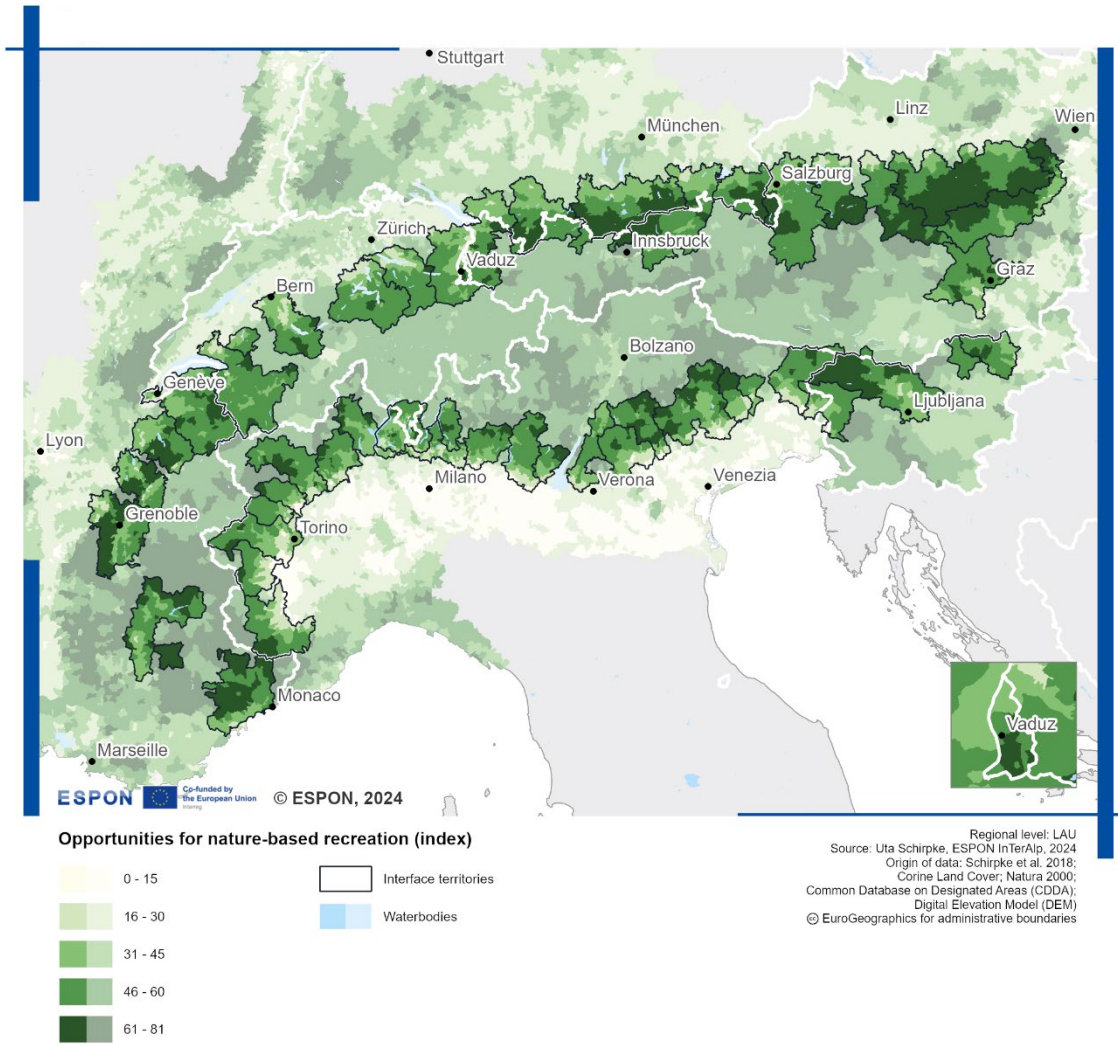 Stuttgart
Linz
Wien
München
Salzburg
Zürich
Innsbruck
Vaduz
Graz
Bern
Bolzano
Genève
Ljubljana
Lyon
Milano
Verona
Venezia
Grenoble
Torino
Monaco
Vaduz
Marseille
ESPON
Co-funded by
the European Union
Interreg
© ESPON, 2024
Opportunities for nature-based recreation (index)
0 - 15
16 - 30
31 - 45
46 - 60
61 - 81
Interface territories
Waterbodies
Regional level: LAU
Source: Uta Schirpke, ESPON InTerAlp, 2024
Origin of data: Schirpke et al. 2018;
Corine Land Cover; Natura 2000;
Common Database on Designated Areas (CDDA);
Digital Elevation Model (DEM)
(cc) EuroGeographics for administrative boundaries